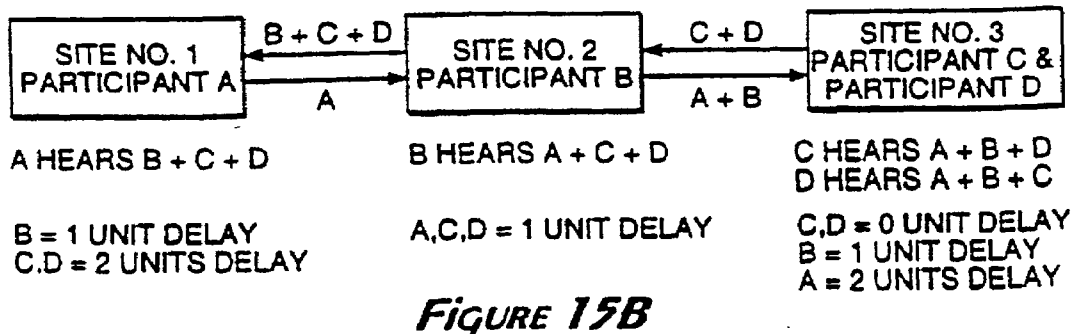 SITE NO. 1
PARTICIPANT A
B + C + D
A
SITE NO. 2
PARTICIPANT B
C + D
A + B
SITE NO. 3
PARTICIPANT C &
PARTICIPANT D
A HEARS B + C + D
B = 1 UNIT DELAY
C,D = 2 UNITS DELAY
B HEARS A + C + D
A,C,D = 1 UNIT DELAY
C HEARS A + B + D
D HEARS A + B + C
C,D = 0 UNIT DELAY
B = 1 UNIT DELAY
A = 2 UNITS DELAY
FIGURE 15B